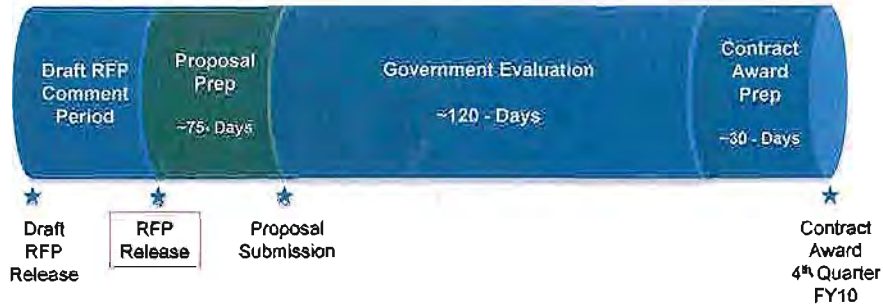 Draft RFP
Comment
Period
Proposal
Prep
~75- Days
Government Evaluation
~120 - Days
Contract
Award
Prep
~30 - Days
Draft
RFP
Release
RFP
Release
Proposal
Submission
Contract
Award
4th Quarter
FY10